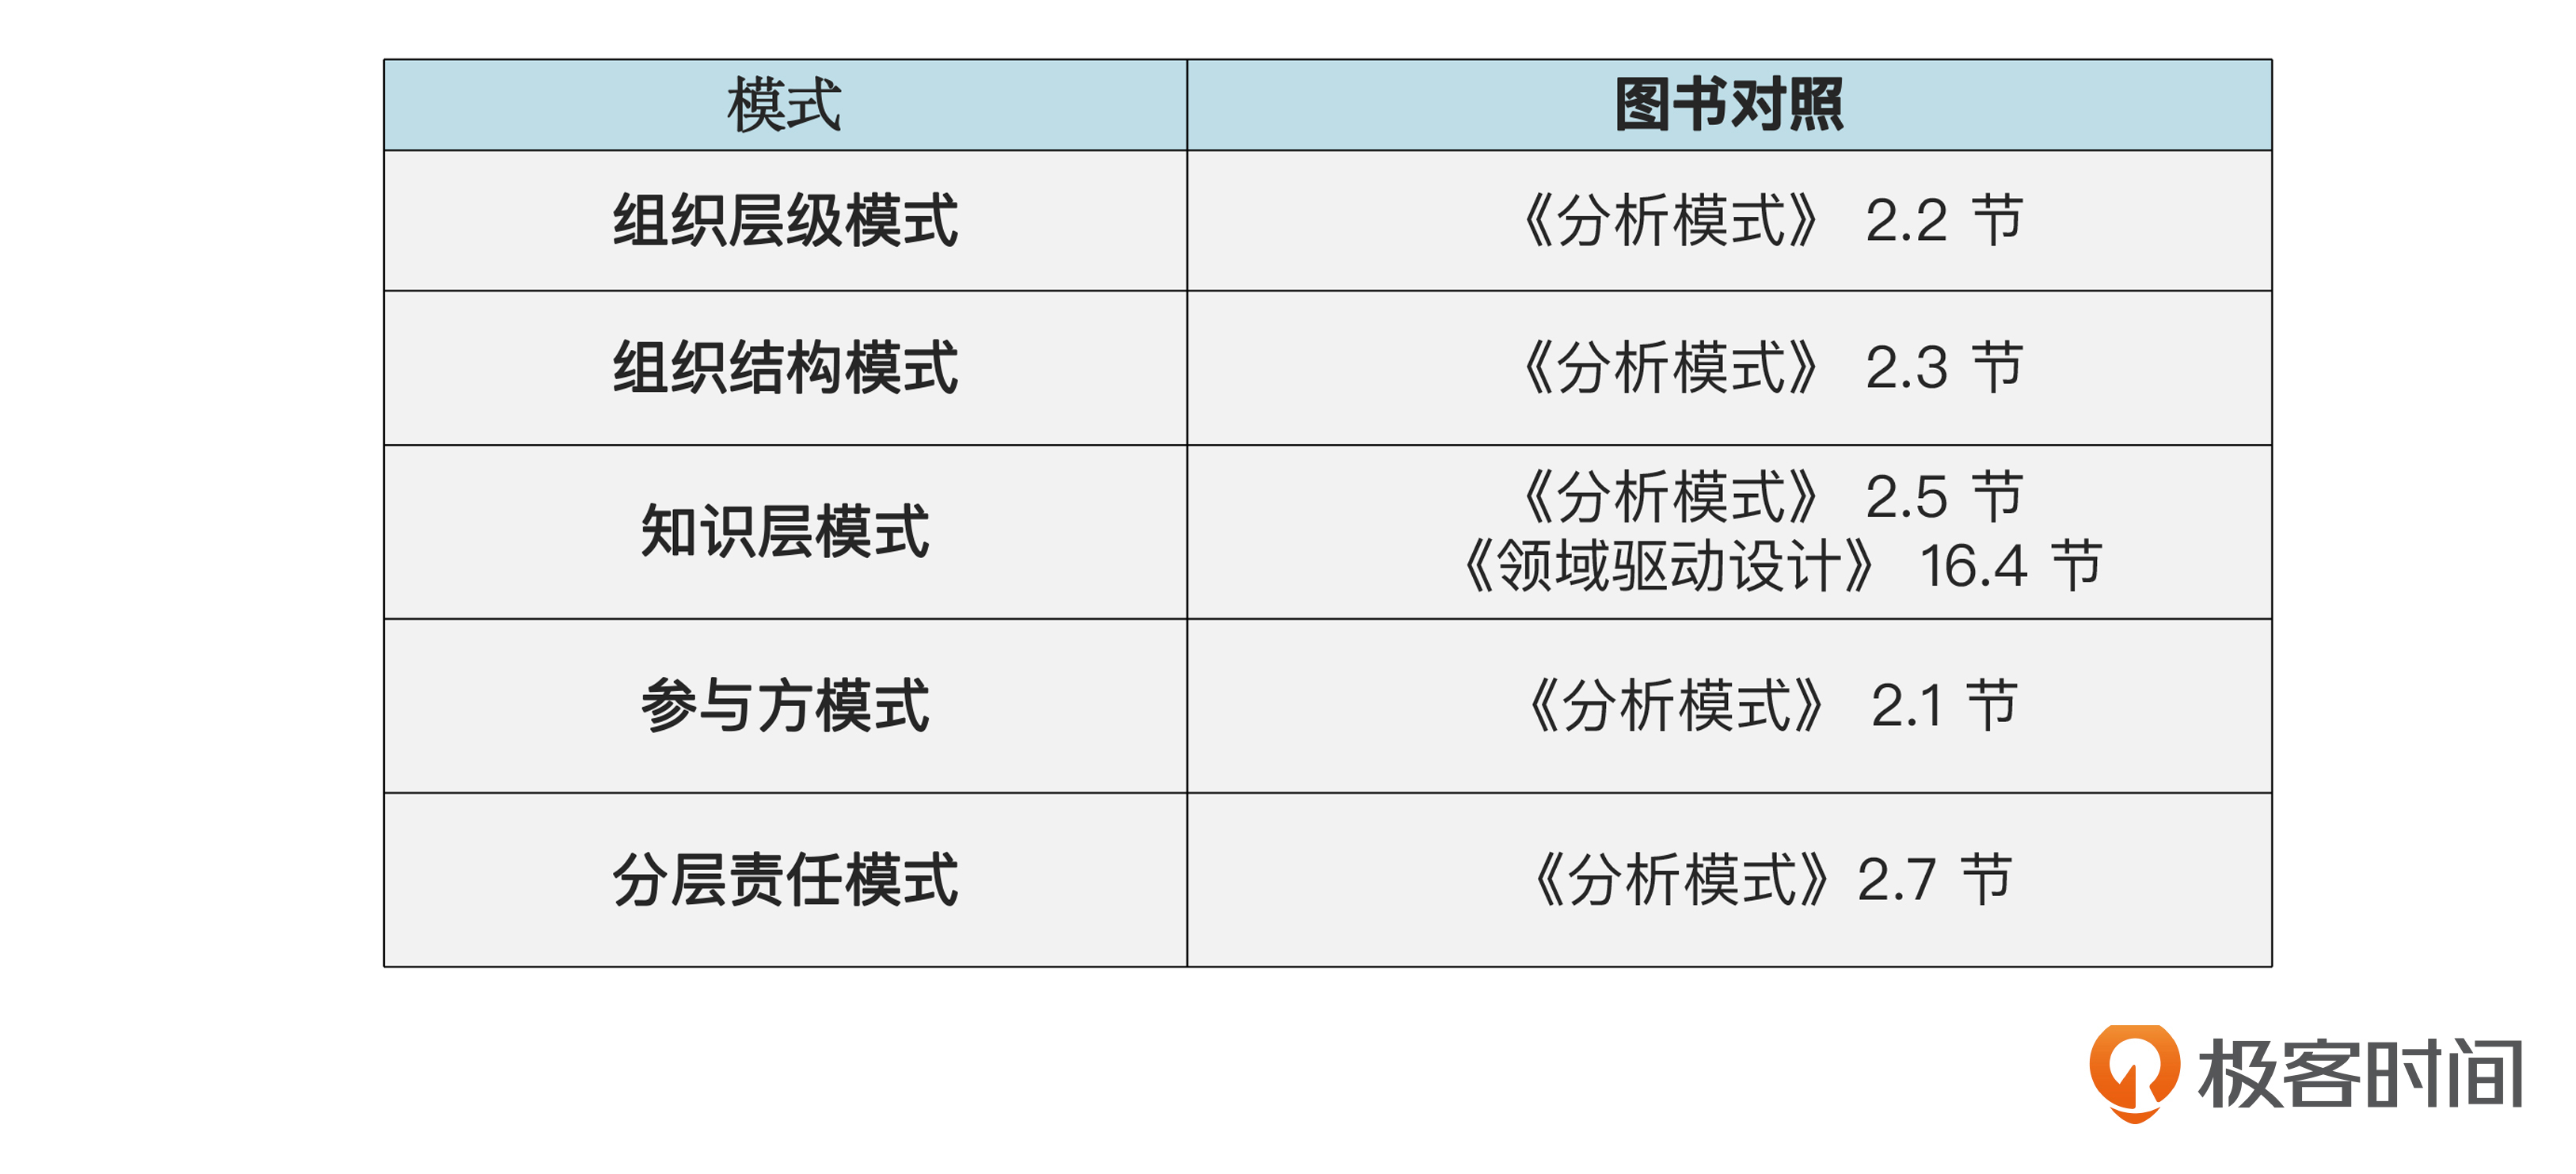 模式 图书对照
组织层级模式 《分析模式》 2.2 节
组织结构模式 《分析模式》 2.3 节
知识层模式 《分析模式》 2.5 节
《领域驱动设计》 16.4 节
参与方模式 《分析模式》 2.1 节
分层责任模式 《分析模式》2.7 节
极客时间